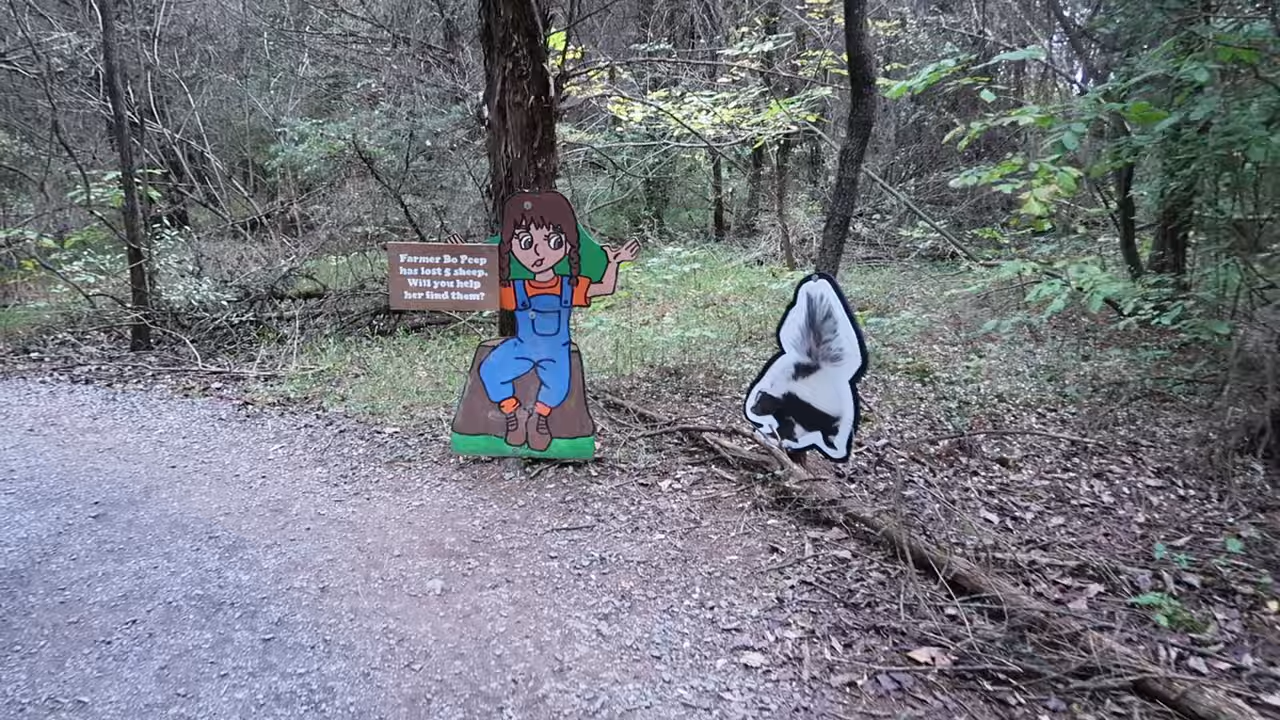 Farmer Bo Peep
has lost 5 sheep.
Will you help
her find them?